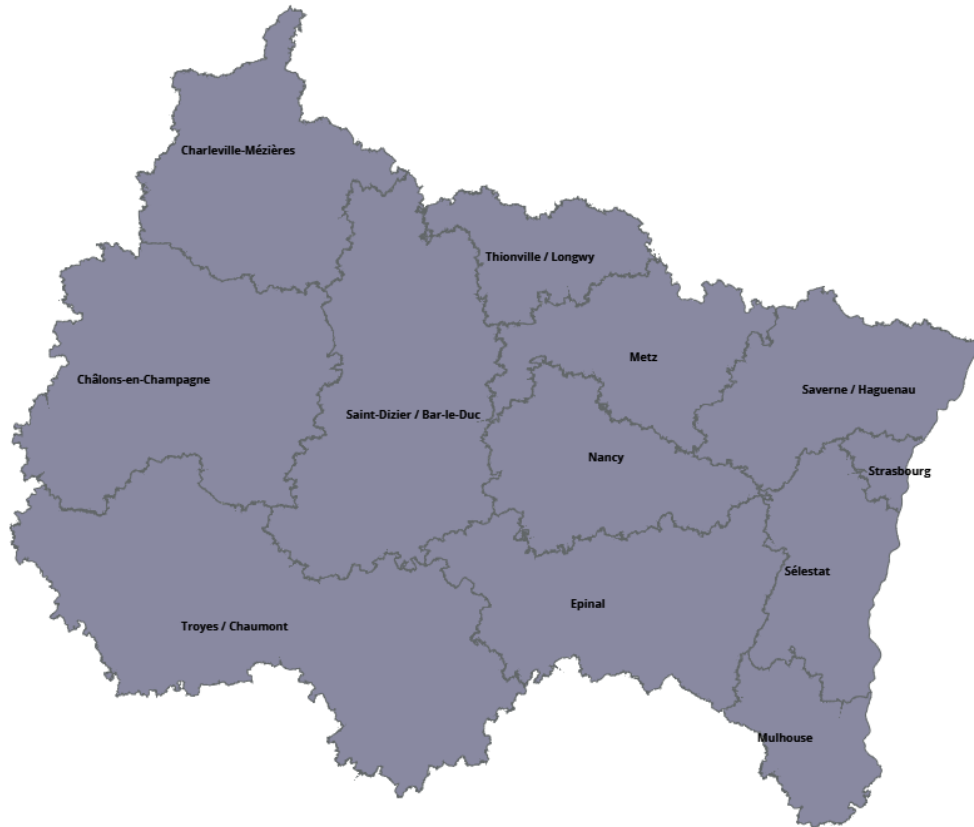 Charleville-Mézières
Thionville / Longwy
Metz
Châlons-en-Champagne
Saverne / Haguenau
Saint-Dizier / Bar-le-Duc
Nancy
Strasbourg
Sélestat
Epinal
Troyes / Chaumont
Mulhouse